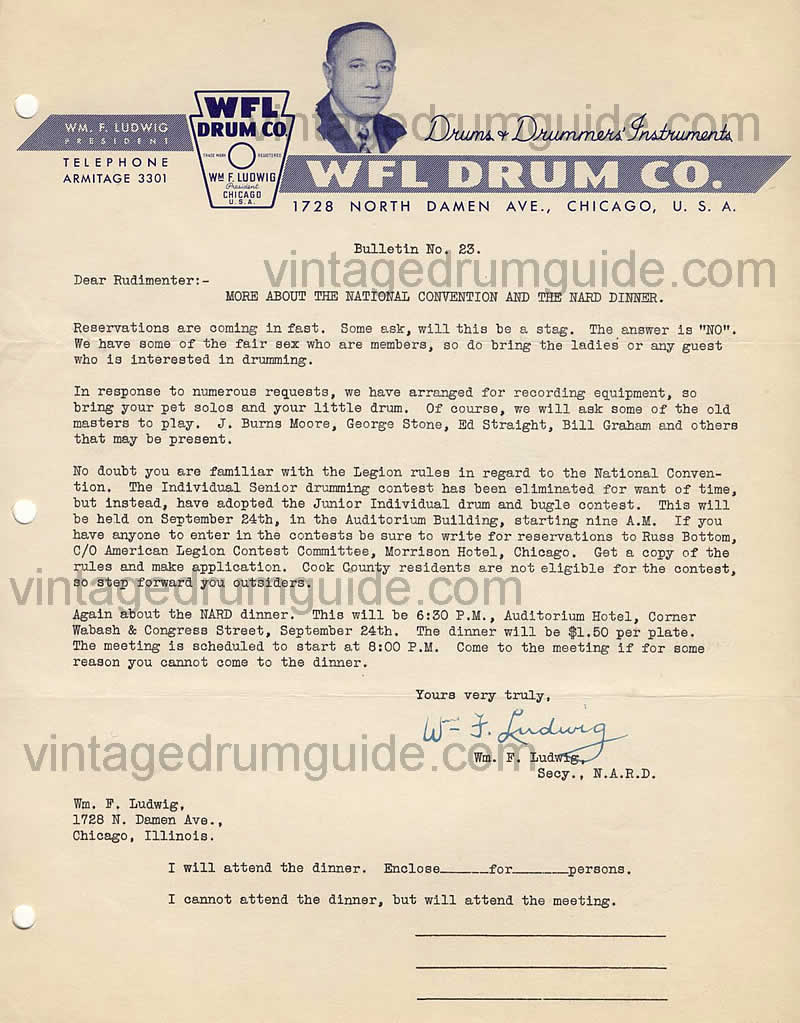 WM. F. LUDWIG
PRESIDENT
TELEPHONE
ARMITAGE 3301
WFL
DRUM CO.
TRADE MARK REGISTERED
WM F. LUDWIG
President
CHICAGO
U.S.A.
Drums & Drummers' Instruments
WFL DRUM CO.
1728 NORTH DAMEN AVE., CHICAGO, U. S. A.
vintagedrumguide.com
Bulletin No. 23.
vintagedrumguide.com
Dear Rudimenter:-
MORE ABOUT THE NATIONAL CONVENTION AND THE NARD DINNER.
Reservations are coming in fast. Some ask, will this be a stag. The answer is "NO".
We have some of the fair sex who are members, so do bring the ladies or any guest
who is interested in drumming.
In response to numerous requests, we have arranged for recording equipment, so
bring your pet solos and your little drum. Of course, we will ask some of the old
masters to play. J. Burns Moore, George Stone, Ed Straight, Bill Graham and others
that may be present.
No doubt you are familiar with the Legion rules in regard to the National Conven-
tion. The Individual Senior drumming contest has been eliminated for want of time,
but instead, have adopted the Junior Individual drum and bugle contest. This will
be held on September 24th, in the Auditorium Building, starting nine A.M. If you
have anyone to enter in the contests be sure to write for reservations to Russ Bottom,
C/O American Legion Contest Committee, Morrison Hotel, Chicago. Get a copy of the
rules and make application. Cook County residents are not eligible for the contest,
so step forward you outsiders.
vintagedrumguide.com
Again about the NARD dinner. This will be 6:30 P.M., Auditorium Hotel, Corner
Wabash & Congress Street, September 24th. The dinner will be $1.50 per plate.
The meeting is scheduled to start at 8:00 P.M. Come to the meeting if for some
reason you cannot come to the dinner.
Yours very truly,
Wm F. Ludwig
vintagedrumguide.com
Wm. F. Ludwig,
Secy., N.A.R.D.
Wm. F. Ludwig,
1728 N. Damen Ave.,
Chicago, Illinois.
I will attend the dinner. Enclose______for_______persons.
I cannot attend the dinner, but will attend the meeting.